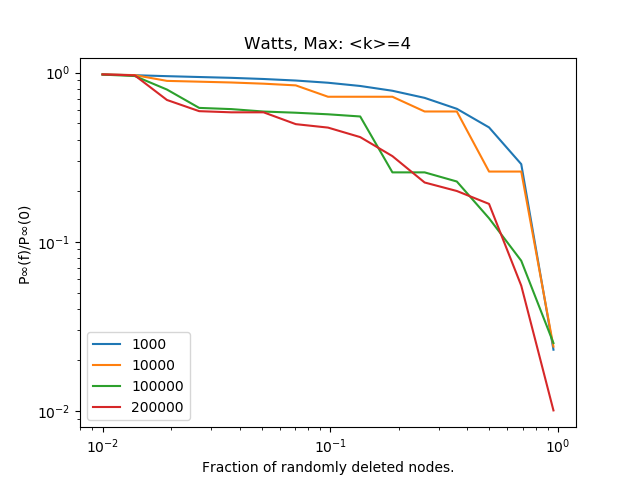 Watts, Max: <k>=4
10⁰
10⁻¹
10⁻²
P∞(f)/P∞(0)
1000
10000
100000
200000
10⁻² 10⁻¹ 10⁰
Fraction of randomly deleted nodes.